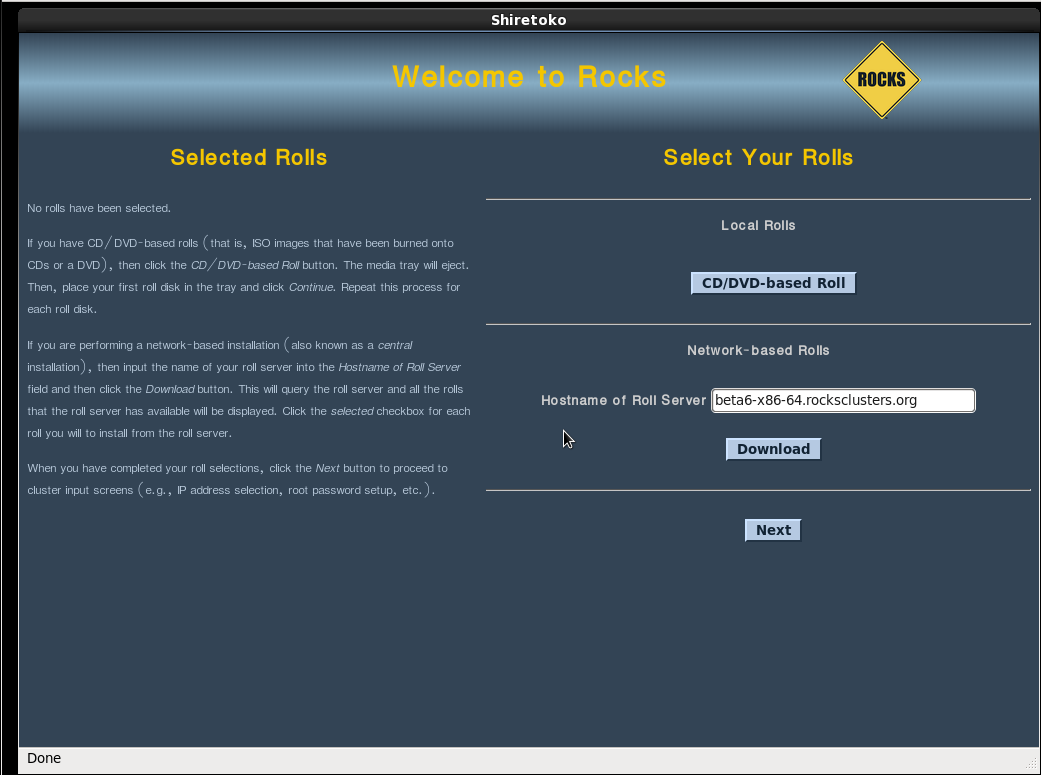 Shiretoko
Welcome to Rocks
ROCKS
Selected Rolls
No rolls have been selected.
If you have CD/DVD-based rolls (that is, ISO images that have been burned onto
CDs or a DVD), then click the CD/DVD-based Roll button. The media tray will eject.
Then, place your first roll disk in the tray and click Continue. Repeat this process for
each roll disk.
If you are performing a network-based installation (also known as a central
installation), then input the name of your roll server into the Hostname of Roll Server
field and then click the Download button. This will query the roll server and all the rolls
that the roll server has available will be displayed. Click the selected checkbox for each
roll you will to install from the roll server.
When you have completed your roll selections, click the Next button to proceed to
cluster input screens (e.g., IP address selection, root password setup, etc.).
Select Your Rolls
Local Rolls
CD/DVD-based Roll
Network-based Rolls
Hostname of Roll Server beta6-x86-64.rocksclusters.org
Download
Next
Done